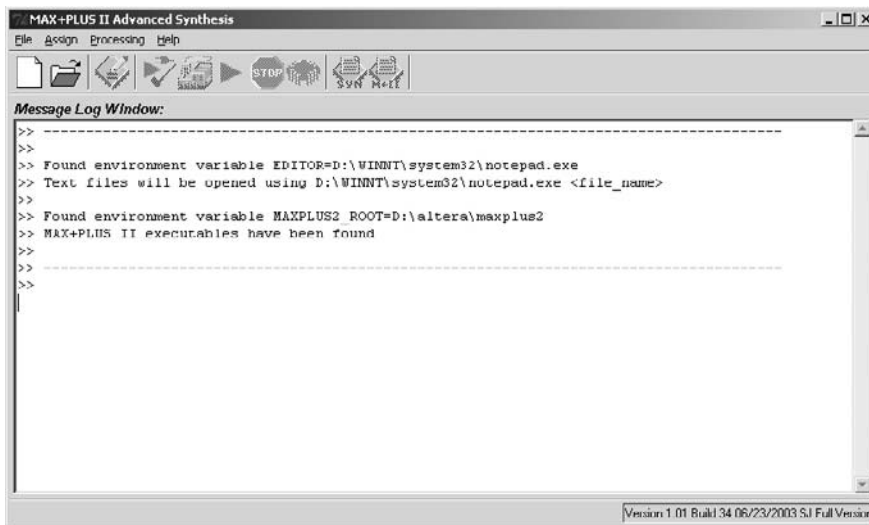 MAX+PLUS II Advanced Synthesis
File Assign Processing Help
STOP SYN M+II
Message Log Window:
>> ---------------------------------------------------------------------------------------
>>
>> Found environment variable EDITOR=D:\WINNT\system32\notepad.exe
>> Text files will be opened using D:\WINNT\system32\notepad.exe <file_name>
>>
>> Found environment variable MAXPLUS2_ROOT=D:\altera\maxplus2
>> MAX+PLUS II executables have been found
>>
>> ---------------------------------------------------------------------------------------
>>
Version 1.01 Build 34 06/23/2003 SJ Full Version